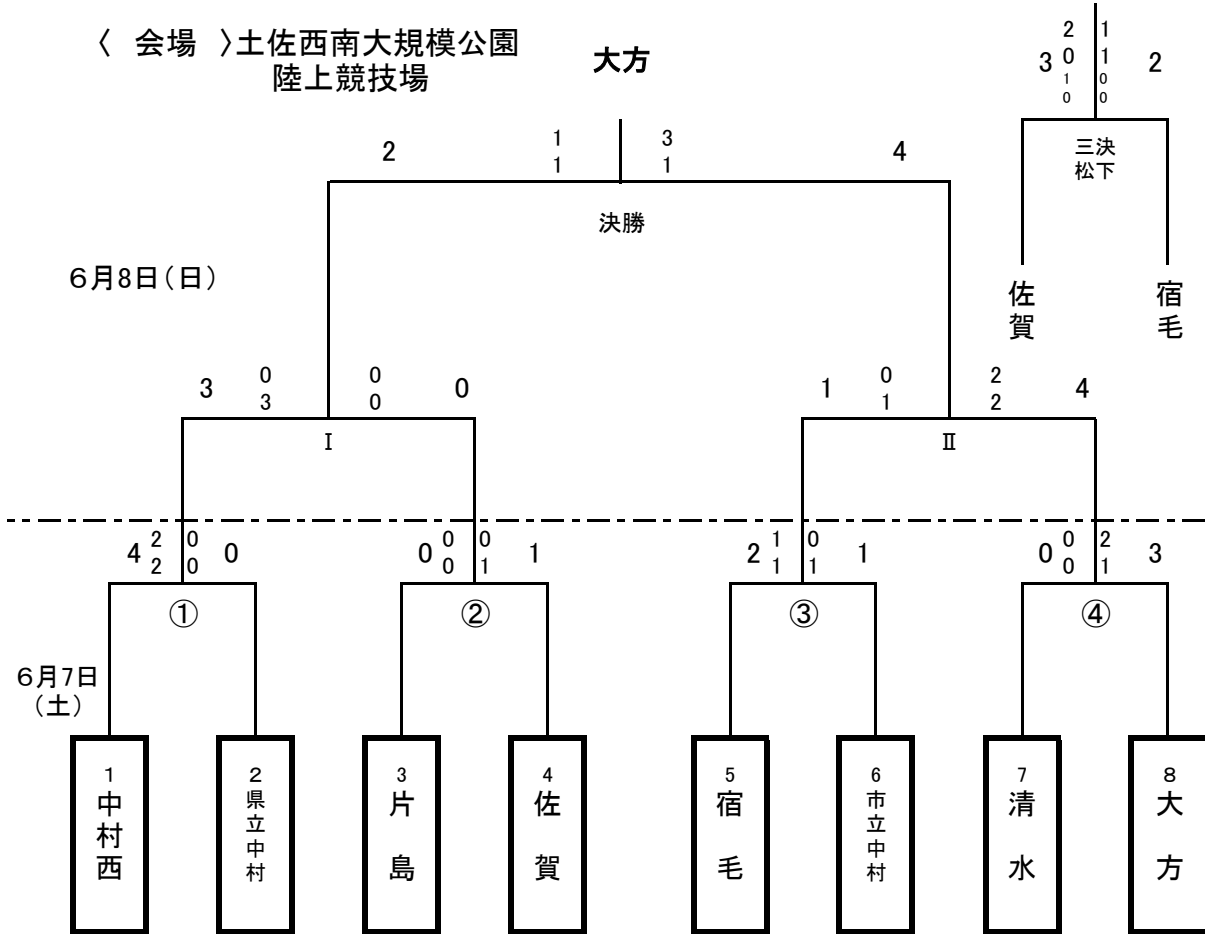 〈 会場 〉土佐西南大規模公園
陸上競技場
大方
2 1
3 0 1 2
1 0
0 0
三決
松下
佐賀
宿毛
2 1 3 4
1 1
決勝
6月8日(日)
3 0 0 0
3 0
Ⅰ
1 0 2 4
1 2
Ⅱ
4 2 0 0
2 0
①
0 0 0 1
0 1
②
2 1 0 1
1 1
③
0 0 2 3
0 1
④
6月7日
(土)
1
中村西
2
県立中村
3
片島
4
佐賀
5
宿毛
6
市立中村
7
清水
8
大方